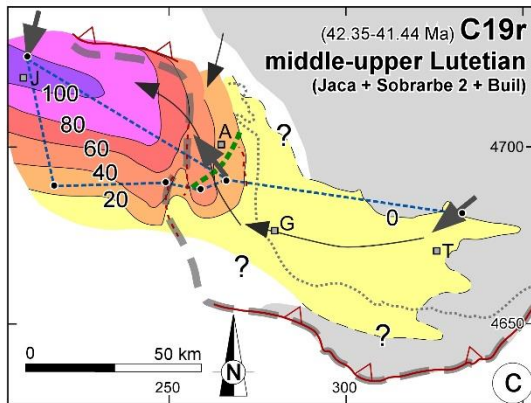 (42.35-41.44 Ma) C19r
middle-upper Lutetian
(Jaca + Sobrarbe 2 + Buil)
J
100
80
60
40
20
A
?
4700
0
G
T
?
?
4650
0 50 km
N
250
300
C